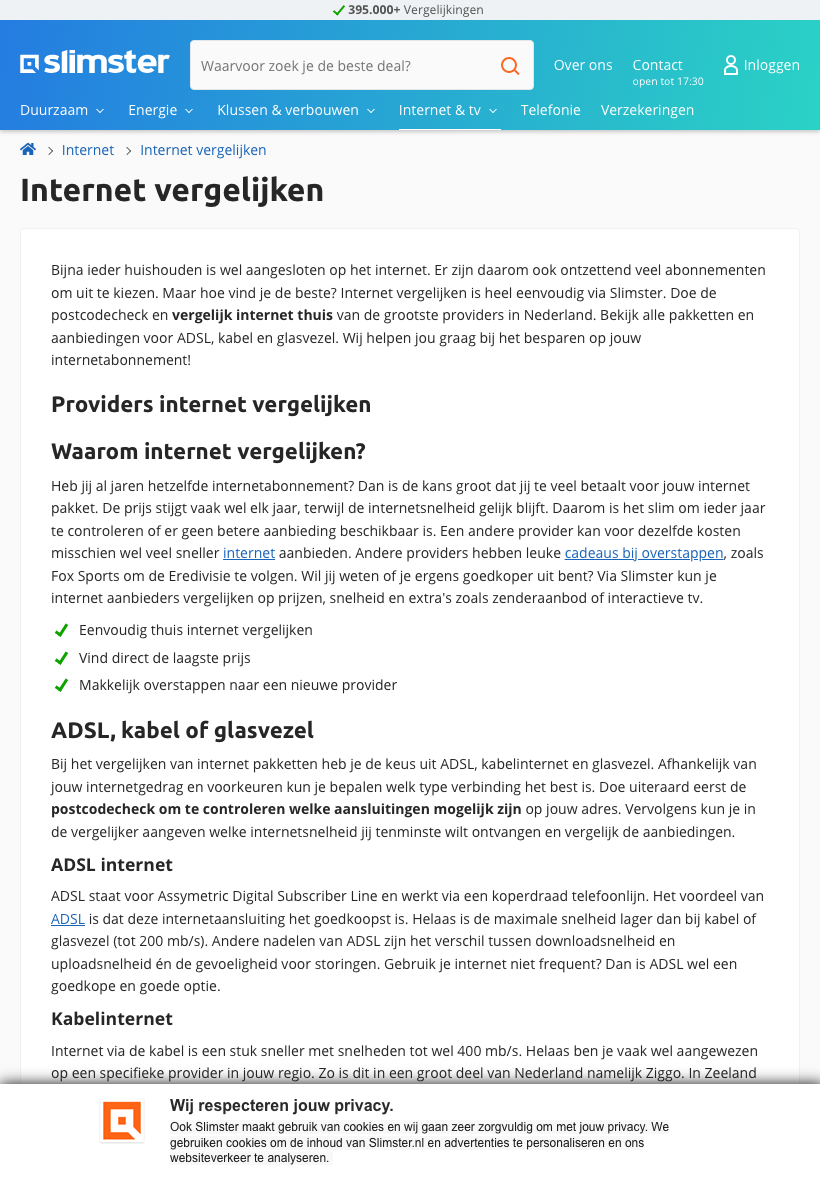 395.000+ Vergelijkingen
slimster
Waarvoor zoek je de beste deal?
Over ons
Contact
open tot 17:30
Inloggen
Duurzaam
Energie
Klussen & verbouwen
Internet & tv
Telefonie
Verzekeringen
Internet
Internet vergelijken
Internet vergelijken
Bijna ieder huishouden is wel aangesloten op het internet. Er zijn daarom ook ontzettend veel abonnementen
om uit te kiezen. Maar hoe vind je de beste? Internet vergelijken is heel eenvoudig via Slimster. Doe de
postcodecheck en vergelijk internet thuis van de grootste providers in Nederland. Bekijk alle pakketten en
aanbiedingen voor ADSL, kabel en glasvezel. Wij helpen jou graag bij het besparen op jouw
internetabonnement!
Providers internet vergelijken
Waarom internet vergelijken?
Heb jij al jaren hetzelfde internetabonnement? Dan is de kans groot dat jij te veel betaalt voor jouw internet
pakket. De prijs stijgt vaak wel elk jaar, terwijl de internetsnelheid gelijk blijft. Daarom is het slim om ieder jaar
te controleren of er geen betere aanbieding beschikbaar is. Een andere provider kan voor dezelfde kosten
misschien wel veel sneller internet aanbieden. Andere providers hebben leuke cadeaus bij overstappen, zoals
Fox Sports om de Eredivisie te volgen. Wil jij weten of je ergens goedkoper uit bent? Via Slimster kun je
internet aanbieders vergelijken op prijzen, snelheid en extra's zoals zenderaanbod of interactieve tv.
Eenvoudig thuis internet vergelijken
Vind direct de laagste prijs
Makkelijk overstappen naar een nieuwe provider
ADSL, kabel of glasvezel
Bij het vergelijken van internet pakketten heb je de keus uit ADSL, kabelinternet en glasvezel. Afhankelijk van
jouw internetgedrag en voorkeuren kun je bepalen welk type verbinding het best is. Doe uiteraard eerst de
postcodecheck om te controleren welke aansluitingen mogelijk zijn op jouw adres. Vervolgens kun je in
de vergelijker aangeven welke internetsnelheid jij tenminste wilt ontvangen en vergelijk de aanbiedingen.
ADSL internet
ADSL staat voor Assymetric Digital Subscriber Line en werkt via een koperdraad telefoonlijn. Het voordeel van
ADSL is dat deze internetaansluiting het goedkoopst is. Helaas is de maximale snelheid lager dan bij kabel of
glasvezel (tot 200 mb/s). Andere nadelen van ADSL zijn het verschil tussen downloadsnelheid en
uploadsnelheid én de gevoeligheid voor storingen. Gebruik je internet niet frequent? Dan is ADSL wel een
goedkope en goede optie.
Kabelinternet
Internet via de kabel is een stuk sneller met snelheden tot wel 400 mb/s. Helaas ben je vaak wel aangewezen
op een specifieke provider in jouw regio. Zo is dit in een groot deel van Nederland namelijk Ziggo. In Zeeland
Wij respecteren jouw privacy.
Ook Slimster maakt gebruik van cookies en wij gaan zeer zorgvuldig om met jouw privacy. We
gebruiken cookies om de inhoud van Slimster.nl en advertenties te personaliseren en ons
websiteverkeer te analyseren.